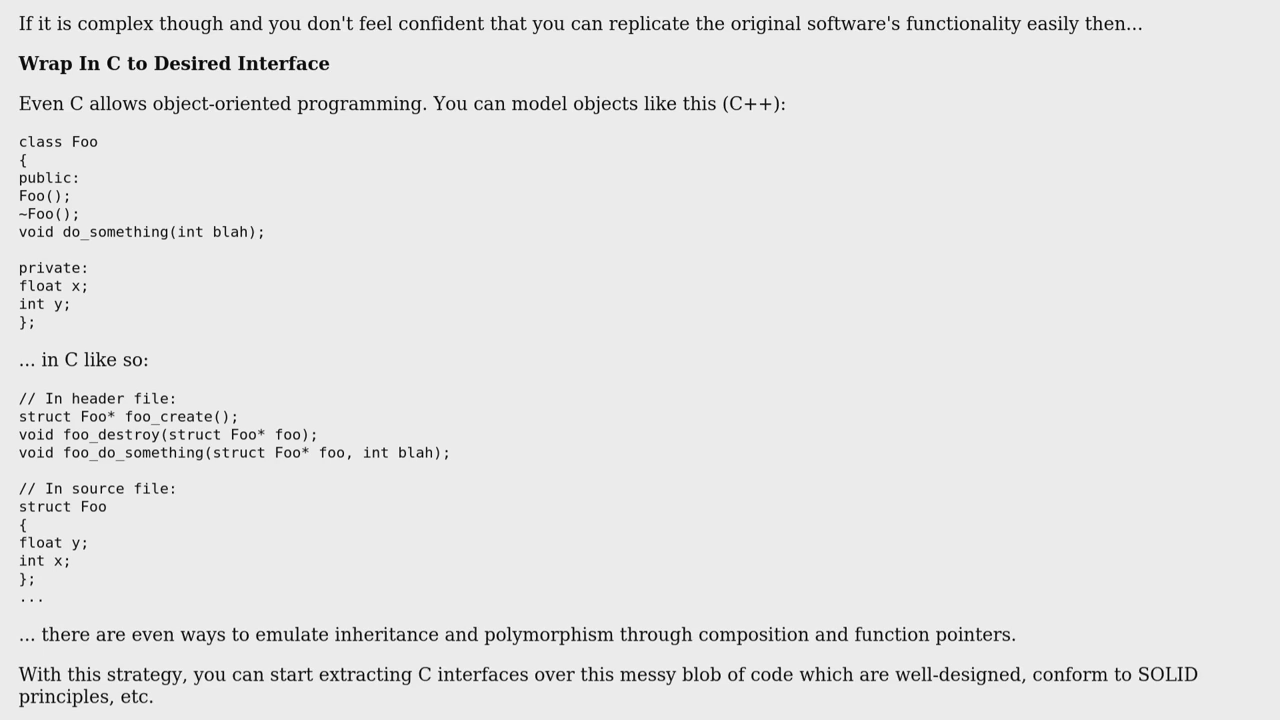 If it is complex though and you don't feel confident that you can replicate the original software's functionality easily then...
Wrap In C to Desired Interface
Even C allows object-oriented programming. You can model objects like this (C++):
class Foo
{
public:
Foo();
~Foo();
void do_something(int blah);
private:
float x;
int y;
};
... in C like so:
// In header file:
struct Foo* foo_create();
void foo_destroy(struct Foo* foo);
void foo_do_something(struct Foo* foo, int blah);
// In source file:
struct Foo
{
float y;
int x;
};
...
... there are even ways to emulate inheritance and polymorphism through composition and function pointers.
With this strategy, you can start extracting C interfaces over this messy blob of code which are well-designed, conform to SOLID
principles, etc.